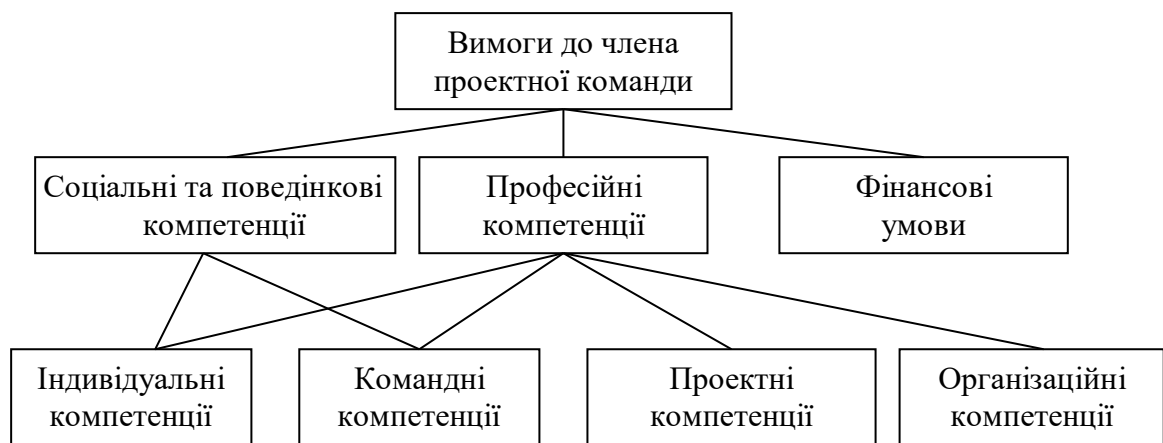 Вимоги до члена
проектної команди
Соціальні та поведінкові
компетенції
Професійні
компетенції
Фінансові
умови
Індивідуальні
компетенції
Командні
компетенції
Проектні
компетенції
Організаційні
компетенції